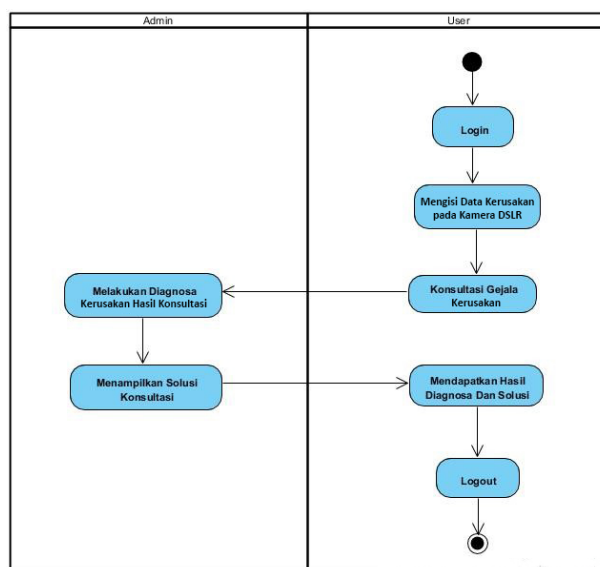 Admin
User
Login
Mengisi Data Kerusakan
pada Kamera DSLR
Konsultasi Gejala
Kerusakan
Melakukan Diagnosa
Kerusakan Hasil Konsultasi
Menampilkan Solusi
Konsultasi
Mendapatkan Hasil
Diagnosa Dan Solusi
Logout